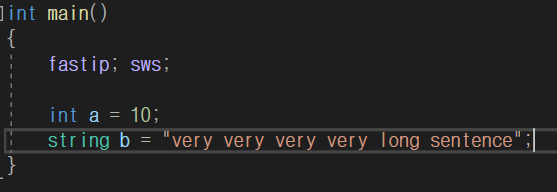 int main()
{
fastip; sws;
int a = 10;
string b = "very very very very long sentence";
}